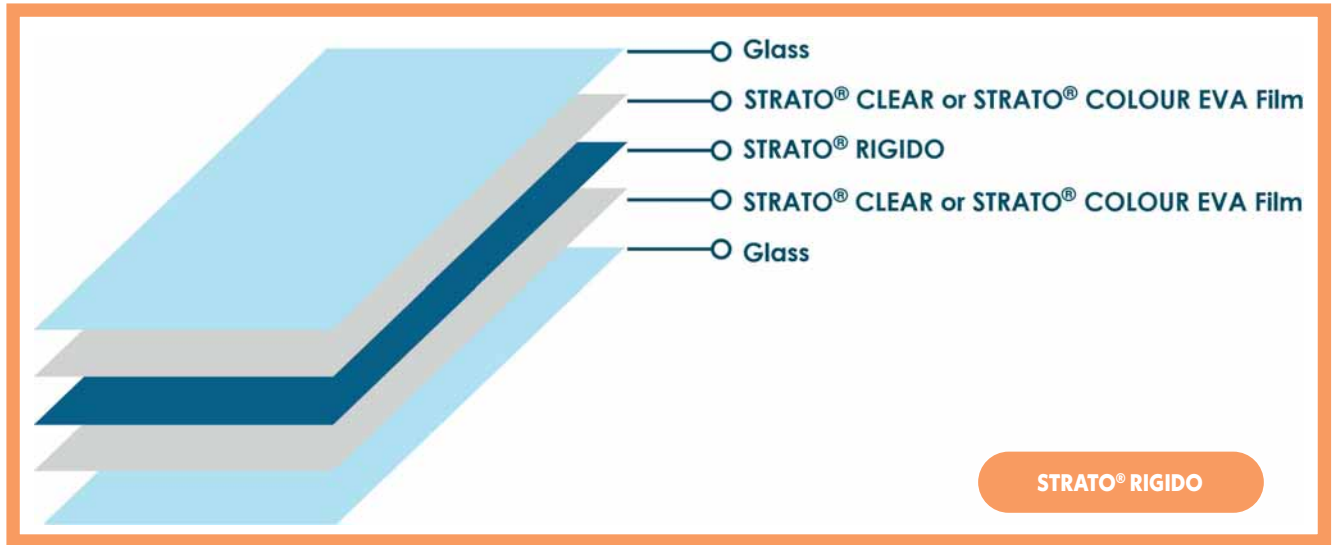 Glass
STRATO® CLEAR or STRATO® COLOUR EVA Film
STRATO® RIGIDO
STRATO® CLEAR or STRATO® COLOUR EVA Film
Glass
STRATO® RIGIDO